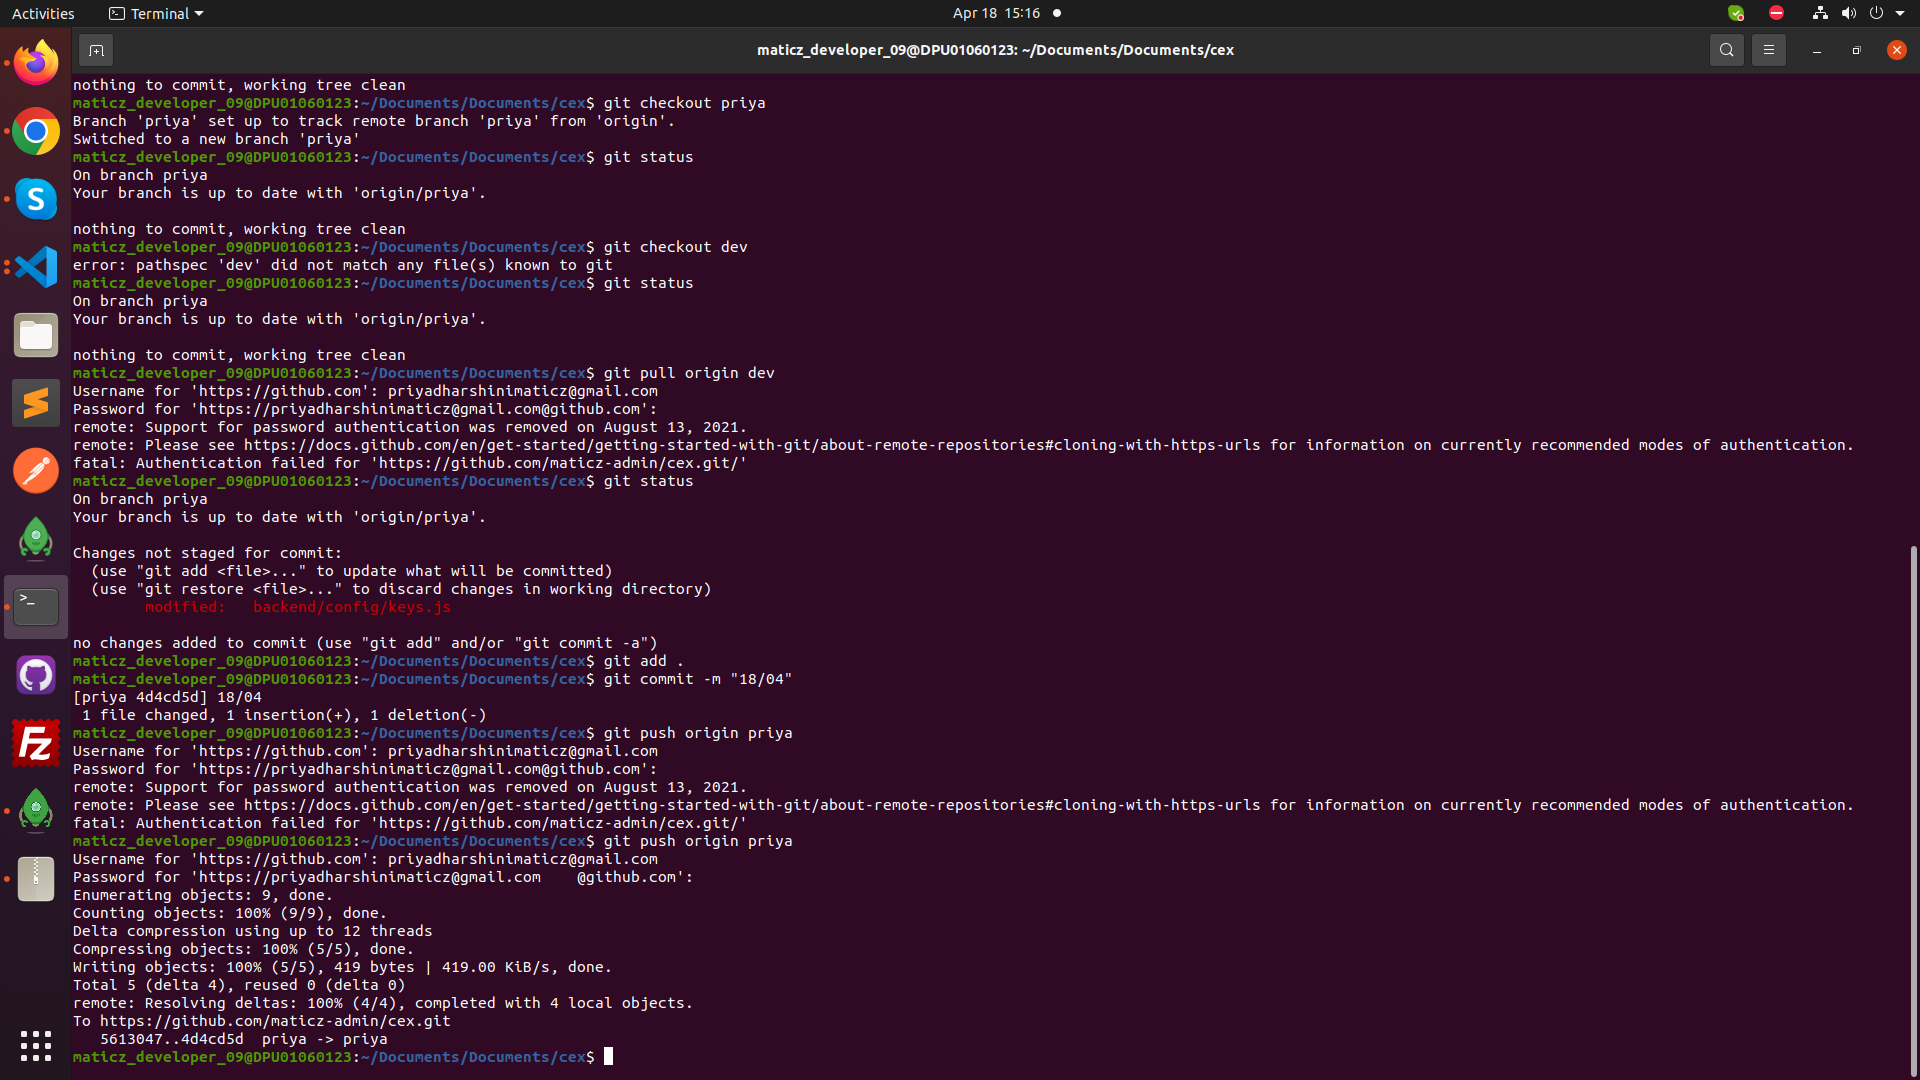 Activities
Terminal
Apr 18 15:16
maticz_developer_09@DPU01060123: ~/Documents/Documents/cex
nothing to commit, working tree clean
maticz_developer_09@DPU01060123:~/Documents/Documents/cex$ git checkout priya
Branch 'priya' set up to track remote branch 'priya' from 'origin'.
Switched to a new branch 'priya'
maticz_developer_09@DPU01060123:~/Documents/Documents/cex$ git status
On branch priya
Your branch is up to date with 'origin/priya'.
nothing to commit, working tree clean
maticz_developer_09@DPU01060123:~/Documents/Documents/cex$ git checkout dev
error: pathspec 'dev' did not match any file(s) known to git
maticz_developer_09@DPU01060123:~/Documents/Documents/cex$ git status
On branch priya
Your branch is up to date with 'origin/priya'.
nothing to commit, working tree clean
maticz_developer_09@DPU01060123:~/Documents/Documents/cex$ git pull origin dev
Username for 'https://github.com': priyadharshinimaticz@gmail.com
Password for 'https://priyadharshinimaticz@gmail.com@github.com':
remote: Support for password authentication was removed on August 13, 2021.
remote: Please see https://docs.github.com/en/get-started/getting-started-with-git/about-remote-repositories#cloning-with-https-urls for information on currently recommended modes of authentication.
fatal: Authentication failed for 'https://github.com/maticz-admin/cex.git/'
maticz_developer_09@DPU01060123:~/Documents/Documents/cex$ git status
On branch priya
Your branch is up to date with 'origin/priya'.
Changes not staged for commit:
(use "git add <file>..." to update what will be committed)
(use "git restore <file>..." to discard changes in working directory)
modified: backend/config/keys.js
no changes added to commit (use "git add" and/or "git commit -a")
maticz_developer_09@DPU01060123:~/Documents/Documents/cex$ git add .
maticz_developer_09@DPU01060123:~/Documents/Documents/cex$ git commit -m "18/04"
[priya 4d4cd5d] 18/04
1 file changed, 1 insertion(+), 1 deletion(-)
maticz_developer_09@DPU01060123:~/Documents/Documents/cex$ git push origin priya
Username for 'https://github.com': priyadharshinimaticz@gmail.com
Password for 'https://priyadharshinimaticz@gmail.com@github.com':
remote: Support for password authentication was removed on August 13, 2021.
remote: Please see https://docs.github.com/en/get-started/getting-started-with-git/about-remote-repositories#cloning-with-https-urls for information on currently recommended modes of authentication.
fatal: Authentication failed for 'https://github.com/maticz-admin/cex.git/'
maticz_developer_09@DPU01060123:~/Documents/Documents/cex$ git push origin priya
Username for 'https://github.com': priyadharshinimaticz@gmail.com
Password for 'https://priyadharshinimaticz@gmail.com    @github.com':
Enumerating objects: 9, done.
Counting objects: 100% (9/9), done.
Delta compression using up to 12 threads
Compressing objects: 100% (5/5), done.
Writing objects: 100% (5/5), 419 bytes | 419.00 KiB/s, done.
Total 5 (delta 4), reused 0 (delta 0)
remote: Resolving deltas: 100% (4/4), completed with 4 local objects.
To https://github.com/maticz-admin/cex.git
5613047..4d4cd5d  priya -> priya
maticz_developer_09@DPU01060123:~/Documents/Documents/cex$